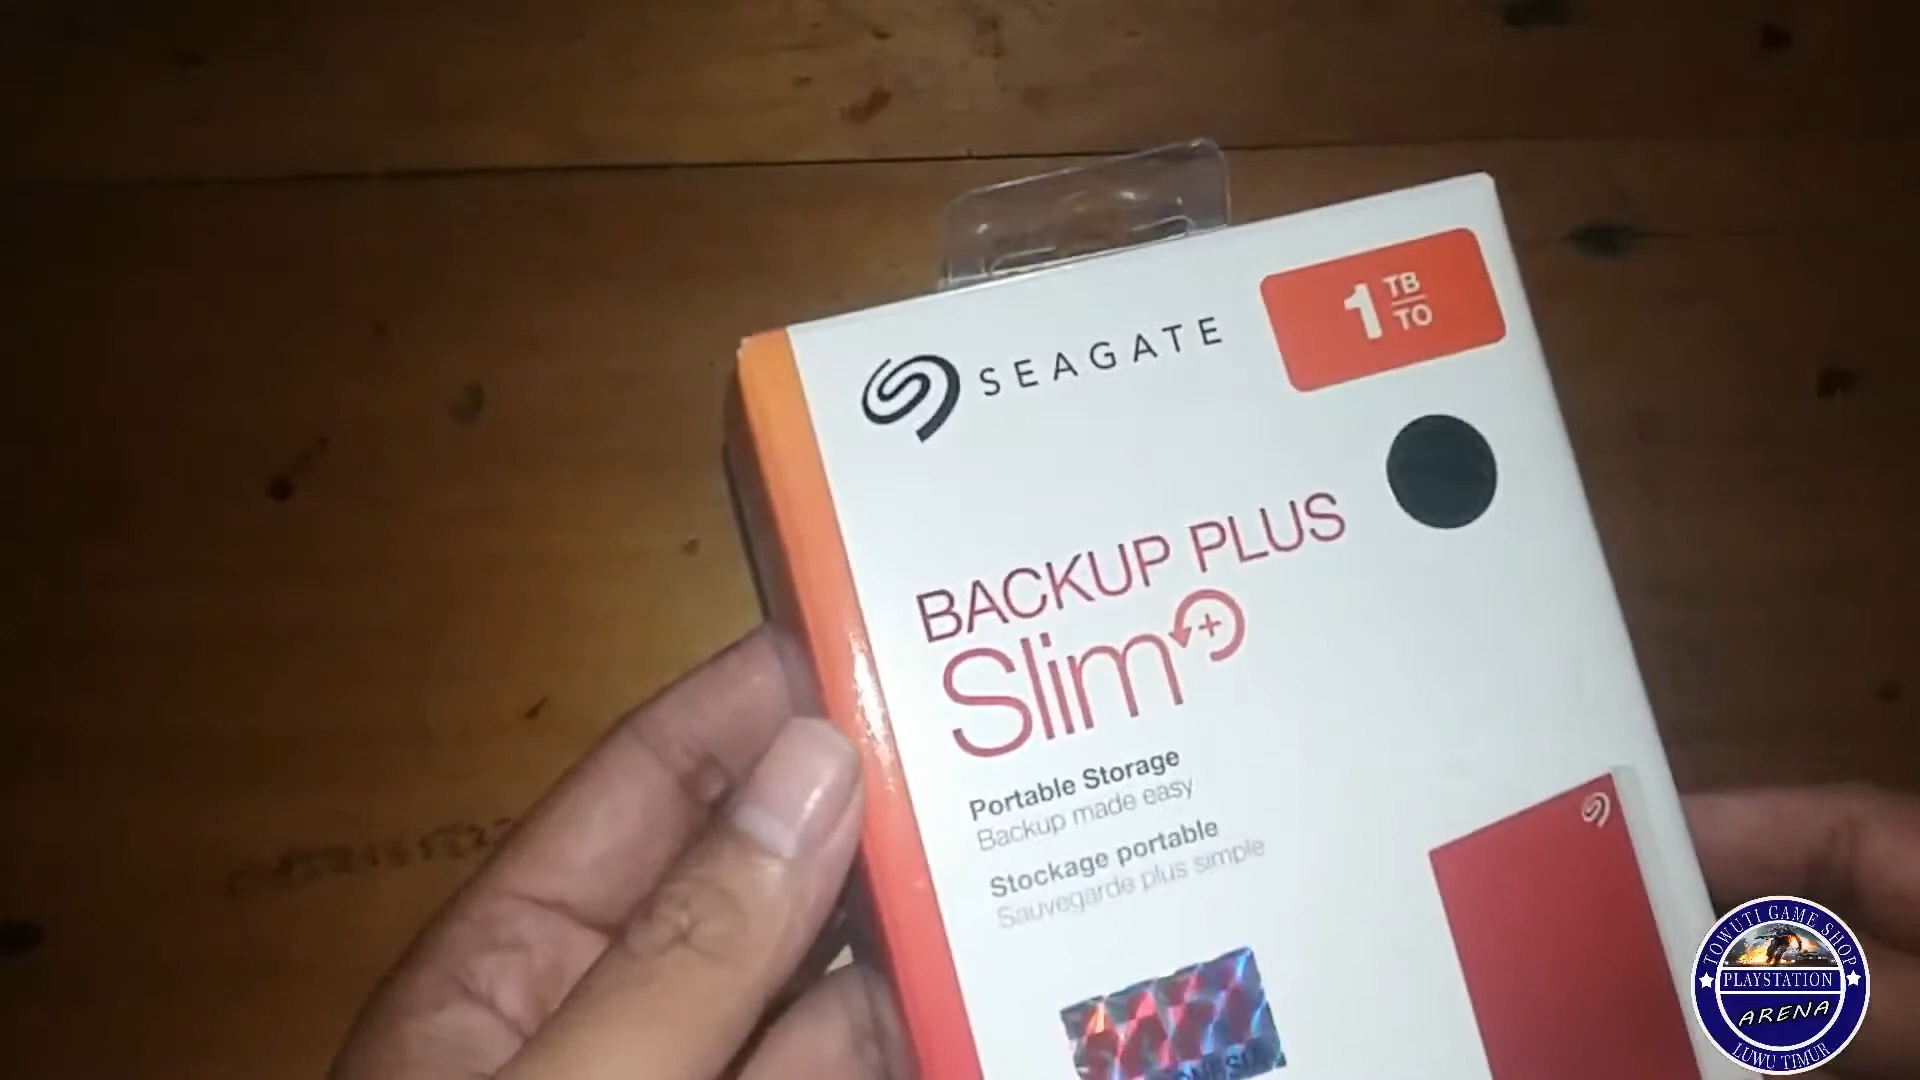 SEAGATE
1 TB
TO
BACKUP PLUS
Slim
Portable Storage
Backup made easy
Stockage portable
Sauvegarde plus simple
TOWUTI GAME SHOP
PLAYSTATION
ARENA
LUWU TIMUR